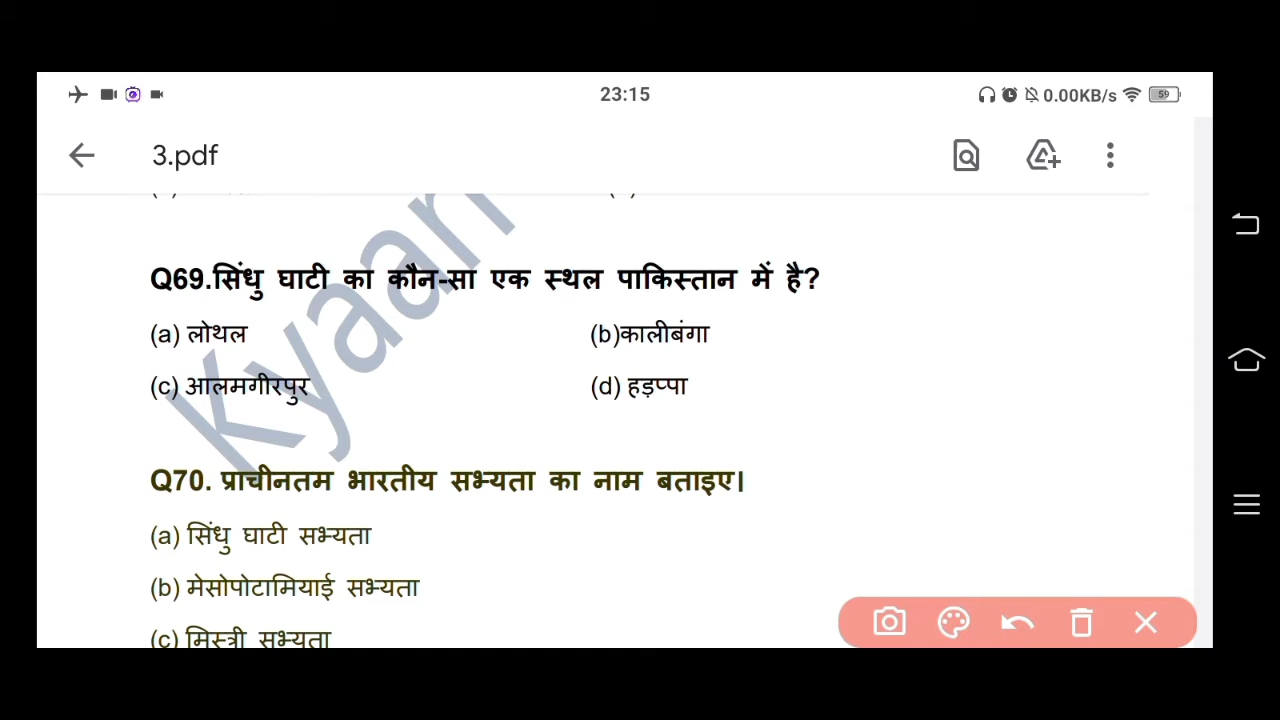 23:15
0.00KB/s
59
3.pdf
Q69.सिंधु घाटी का कौन-सा एक स्थल पाकिस्तान में है?
(a) लोथल
(b)कालीबंगा
(c) आलमगीरपुर
(d) हड़प्पा
Q70. प्राचीनतम भारतीय सभ्यता का नाम बताइए।
(a) सिंधु घाटी सभ्यता
(b) मेसोपोटामियाई सभ्यता
(c) मिस्त्री सभ्यता
Kyaan